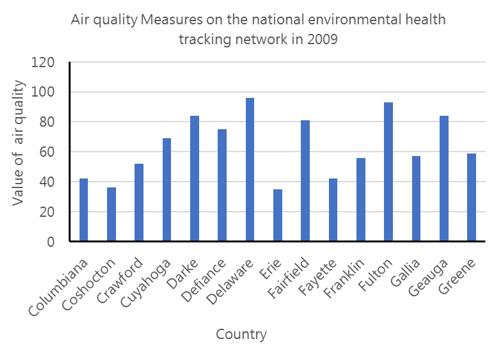 Air quality Measures on the national environmental health
tracking network in 2009
Value of air quality
120
100
80
60
40
20
0
Columbiana
Coshocton
Crawford
Cuyahoga
Darke
Defiance
Delaware
Erie
Fairfield
Fayette
Franklin
Fulton
Gallia
Geauga
Greene
Country